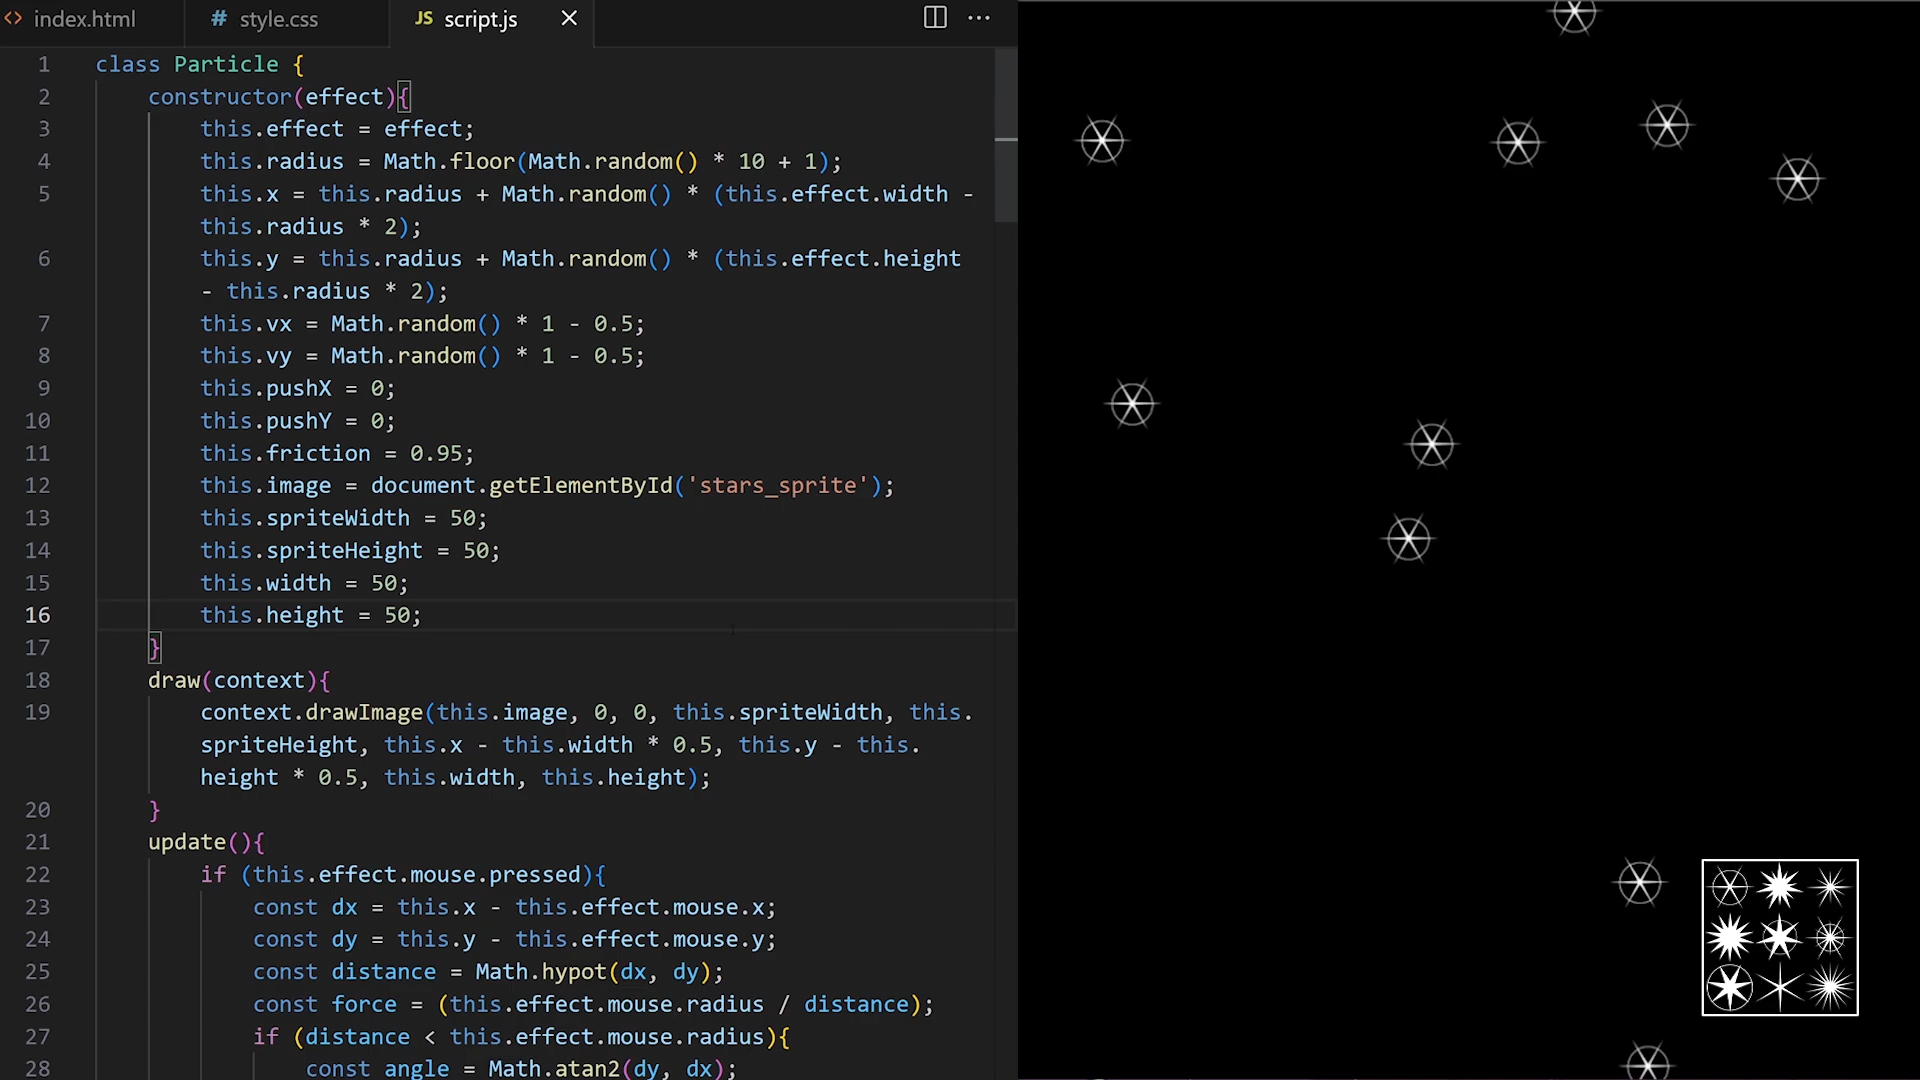 <> index.html
# style.css
JS script.js
1 class Particle {
2 constructor(effect){
3 this.effect = effect;
4 this.radius = Math.floor(Math.random() * 10 + 1);
5 this.x = this.radius + Math.random() * (this.effect.width -
this.radius * 2);
6 this.y = this.radius + Math.random() * (this.effect.height
- this.radius * 2);
7 this.vx = Math.random() * 1 - 0.5;
8 this.vy = Math.random() * 1 - 0.5;
9 this.pushX = 0;
10 this.pushY = 0;
11 this.friction = 0.95;
12 this.image = document.getElementById('stars_sprite');
13 this.spriteWidth = 50;
14 this.spriteHeight = 50;
15 this.width = 50;
16 this.height = 50;
17 }
18 draw(context){
19 context.drawImage(this.image, 0, 0, this.spriteWidth, this.
spriteHeight, this.x - this.width * 0.5, this.y - this.
height * 0.5, this.width, this.height);
20 }
21 update(){
22 if (this.effect.mouse.pressed){
23 const dx = this.x - this.effect.mouse.x;
24 const dy = this.y - this.effect.mouse.y;
25 const distance = Math.hypot(dx, dy);
26 const force = (this.effect.mouse.radius / distance);
27 if (distance < this.effect.mouse.radius){
28 const angle = Math.atan2(dy, dx);